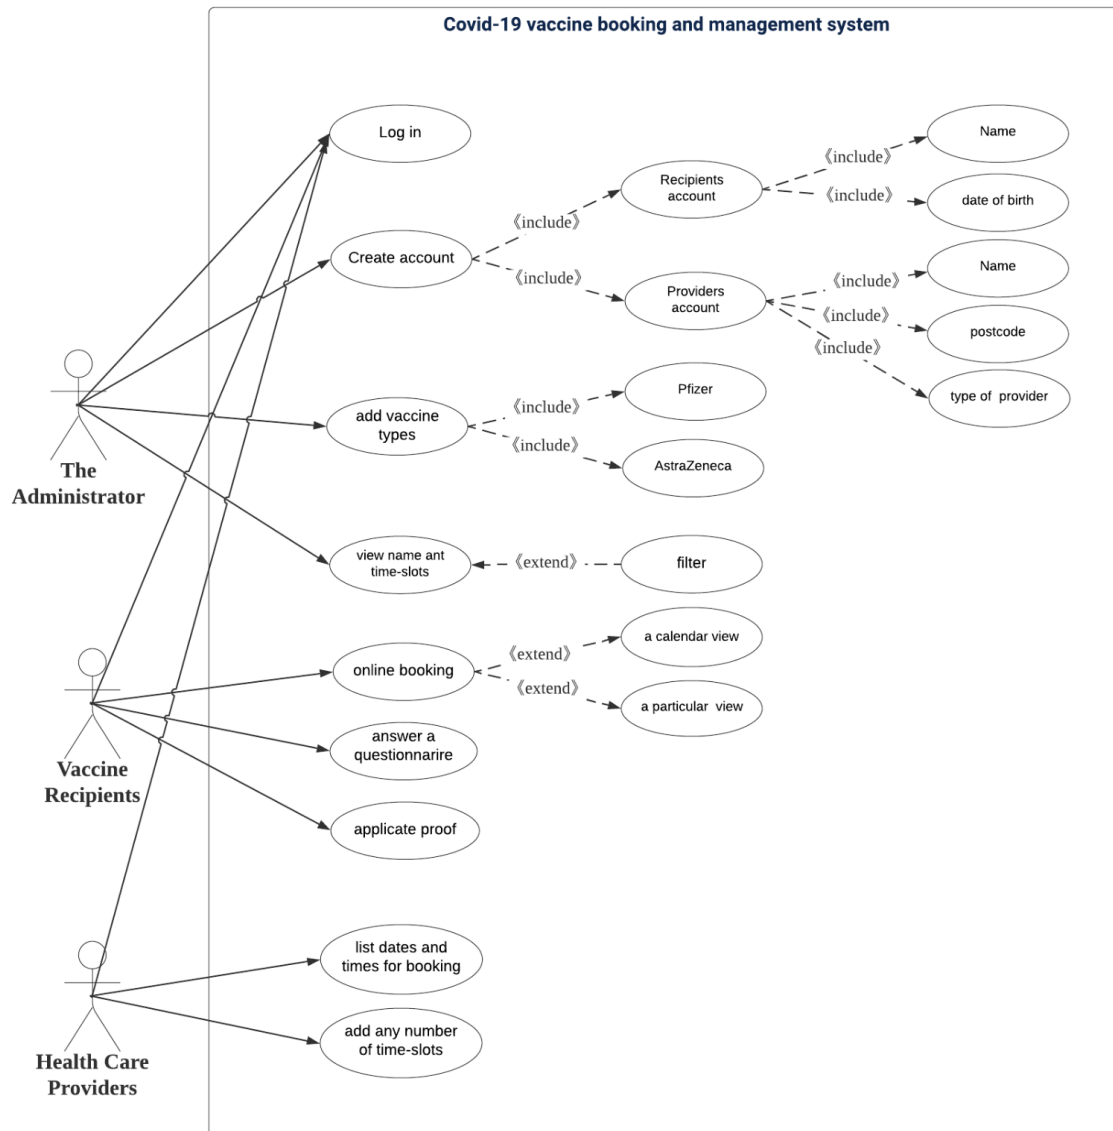 Covid-19 vaccine booking and management system
Log in
Name
《include》
Recipients
account
《include》
date of birth
《include》
Create account
Name
《include》
《include》
Providers
account
《include》
postcode
《include》
type of  provider
Pfizer
《include》
add vaccine
types
《include》
AstraZeneca
The
Administrator
view name ant
time-slots
《extend》
filter
a calendar view
《extend》
online booking
《extend》
a particular  view
answer a
questionnarire
Vaccine
Recipients
applicate proof
list dates and
times for booking
add any number
of time-slots
Health Care
Providers